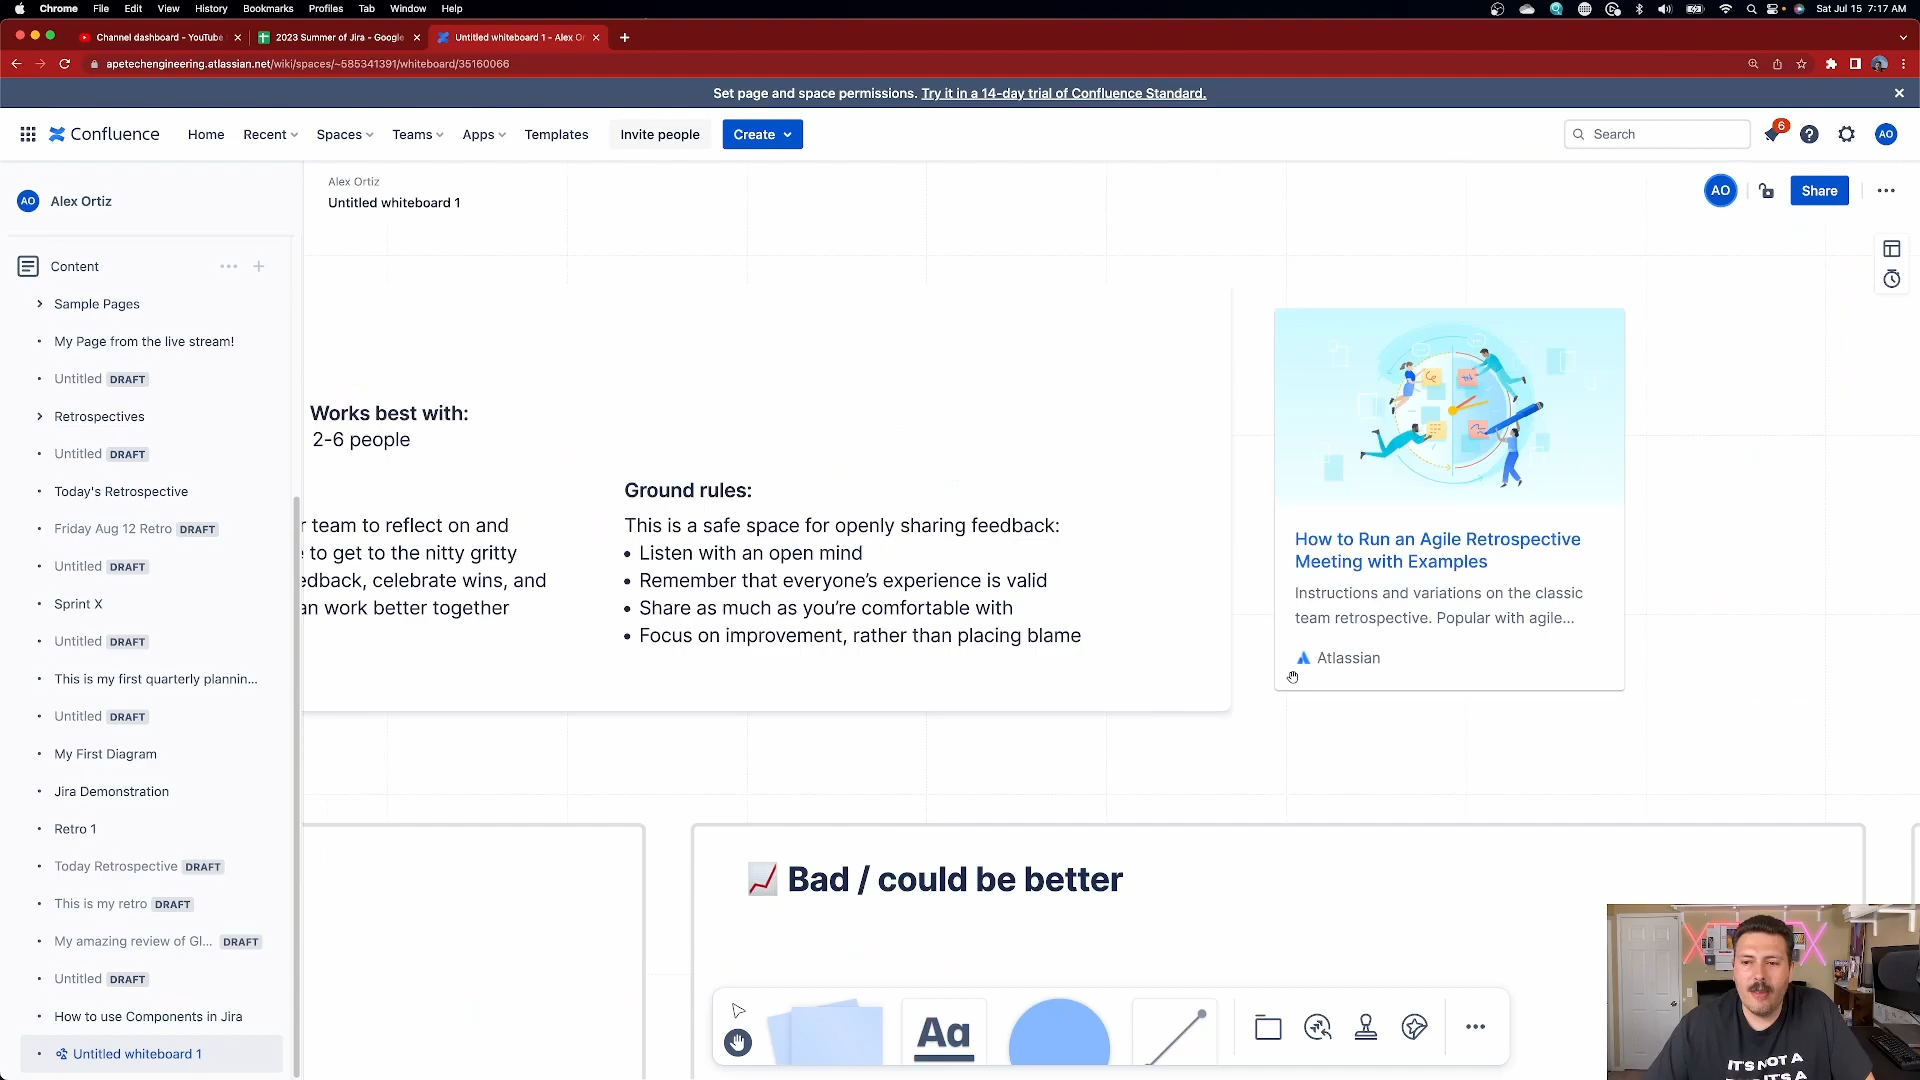 Chrome File Edit View History Bookmarks Profiles Tab Window Help Sat Jul 15 7:17 AM
Channel dashboard - YouTube 2023 Summer of Jira - Google Untitled whiteboard 1 - Alex Or
apetechengineering.atlassian.net/wiki/spaces/~585341391/whiteboard/35160066
Set page and space permissions. Try it in a 14-day trial of Confluence Standard.
Confluence Home Recent Spaces Teams Apps Templates Invite people Create Search 6 AO
AO Alex Ortiz
Content
Sample Pages
My Page from the live stream!
Untitled DRAFT
Retrospectives
Untitled DRAFT
Today's Retrospective
Friday Aug 12 Retro DRAFT
Untitled DRAFT
Sprint X
Untitled DRAFT
This is my first quarterly plannin...
Untitled DRAFT
My First Diagram
Jira Demonstration
Retro 1
Today Retrospective DRAFT
This is my retro DRAFT
My amazing review of Gl... DRAFT
Untitled DRAFT
How to use Components in Jira
Untitled whiteboard 1
Alex Ortiz
Untitled whiteboard 1
AO Share
Works best with:
2-6 people
r team to reflect on and
to get to the nitty gritty
edback, celebrate wins, and
an work better together
Ground rules:
This is a safe space for openly sharing feedback:
• Listen with an open mind
• Remember that everyone’s experience is valid
• Share as much as you’re comfortable with
• Focus on improvement, rather than placing blame
How to Run an Agile Retrospective
Meeting with Examples
Instructions and variations on the classic
team retrospective. Popular with agile...
Atlassian
Bad / could be better
Aa
IT'S NOT A